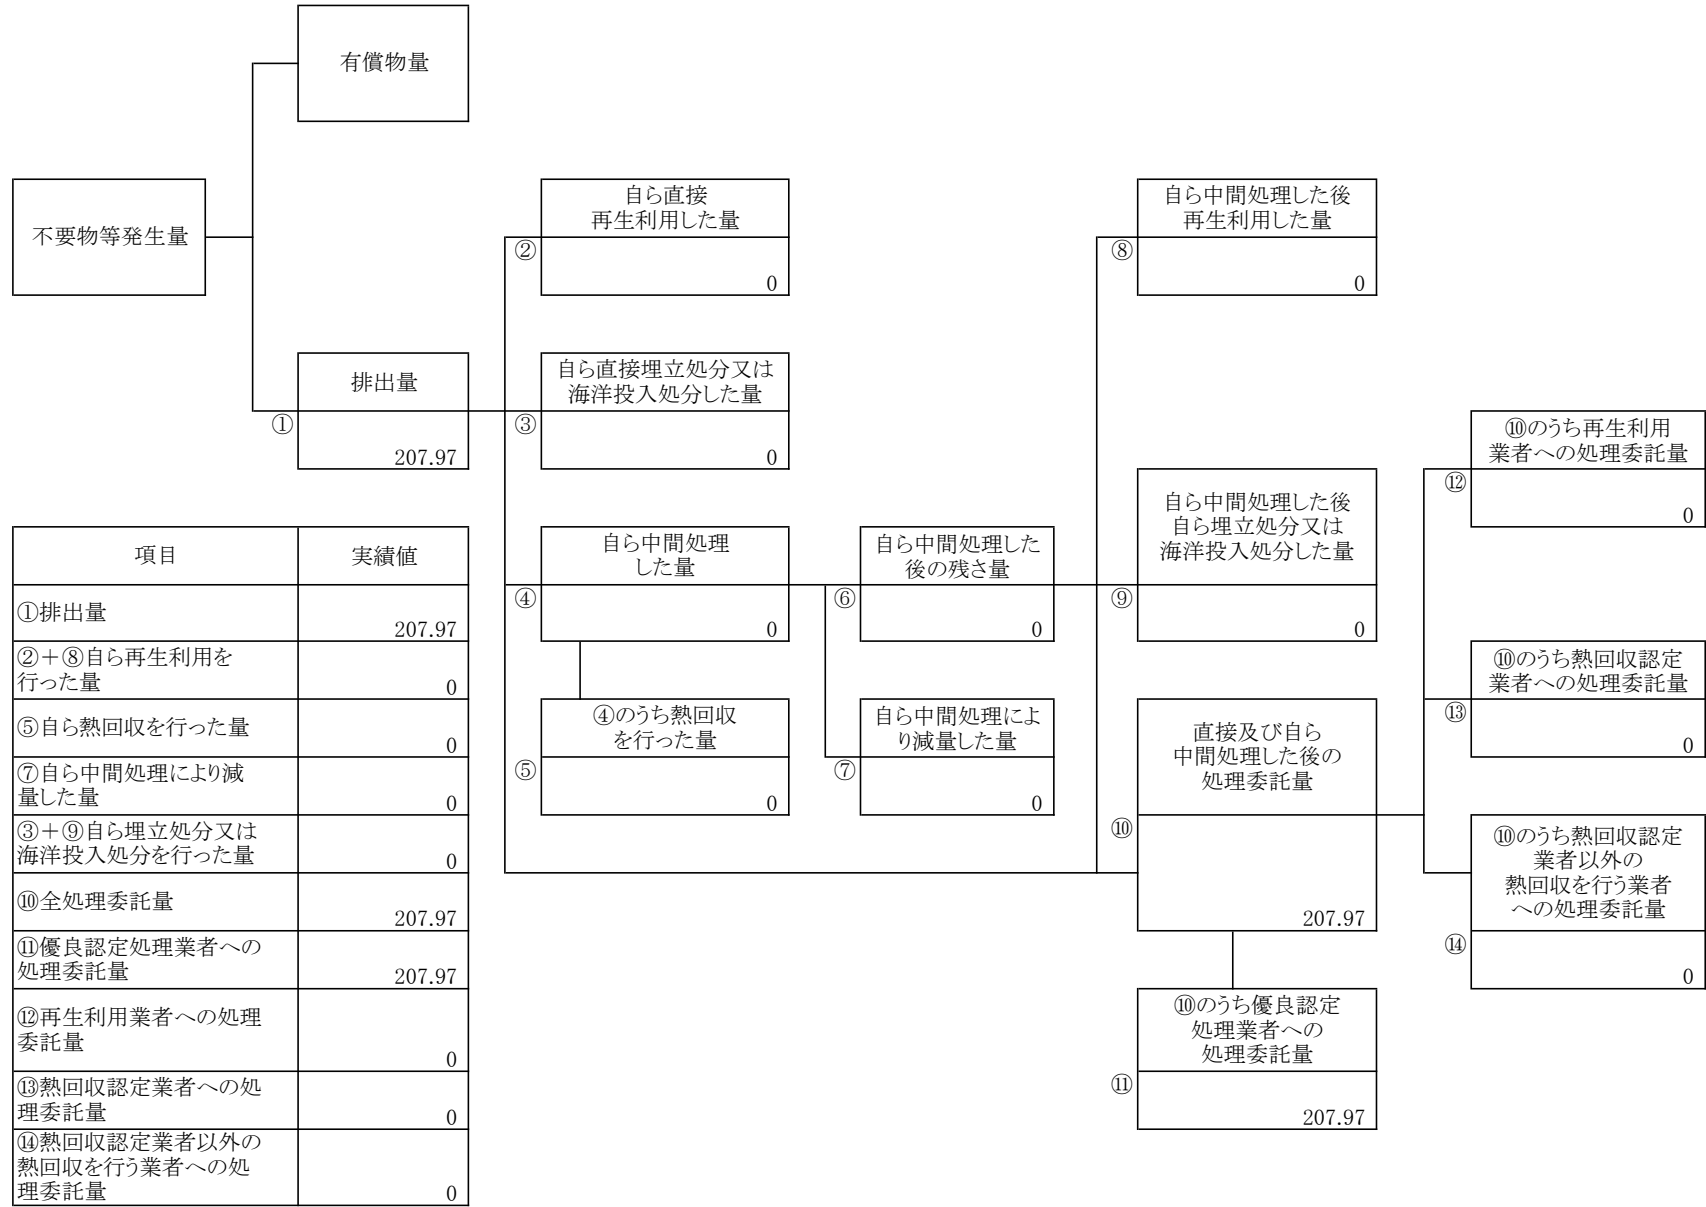 有償物量
不要物等発生量
自ら直接
再生利用した量
②
0
自ら中間処理した後
再生利用した量
⑧
0
排出量
①
207.97
自ら直接埋立処分又は
海洋投入処分した量
③
0
⑩のうち再生利用
業者への処理委託量
⑫
0
自ら中間処理した後
自ら埋立処分又は
海洋投入処分した量
⑨
0
自ら中間処理
した量
④
0
自ら中間処理した
後の残さ量
⑥
0
⑩のうち熱回収認定
業者への処理委託量
⑬
0
④のうち熱回収
を行った量
⑤
0
自ら中間処理によ
り減量した量
⑦
0
直接及び自ら
中間処理した後の
処理委託量
⑩
207.97
⑩のうち熱回収認定
業者以外の
熱回収を行う業者
への処理委託量
⑭
0
⑩のうち優良認定
処理業者への
処理委託量
⑪
207.97
項目 実績値
①排出量
207.97
②＋⑧自ら再生利用を
行った量
0
⑤自ら熱回収を行った量
0
⑦自ら中間処理により減
量した量
0
③＋⑨自ら埋立処分又は
海洋投入処分を行った量
0
⑩全処理委託量
207.97
⑪優良認定処理業者への
処理委託量
207.97
⑫再生利用業者への処理
委託量
0
⑬熱回収認定業者への処
理委託量
0
⑭熱回収認定業者以外の
熱回収を行う業者への処
理委託量
0